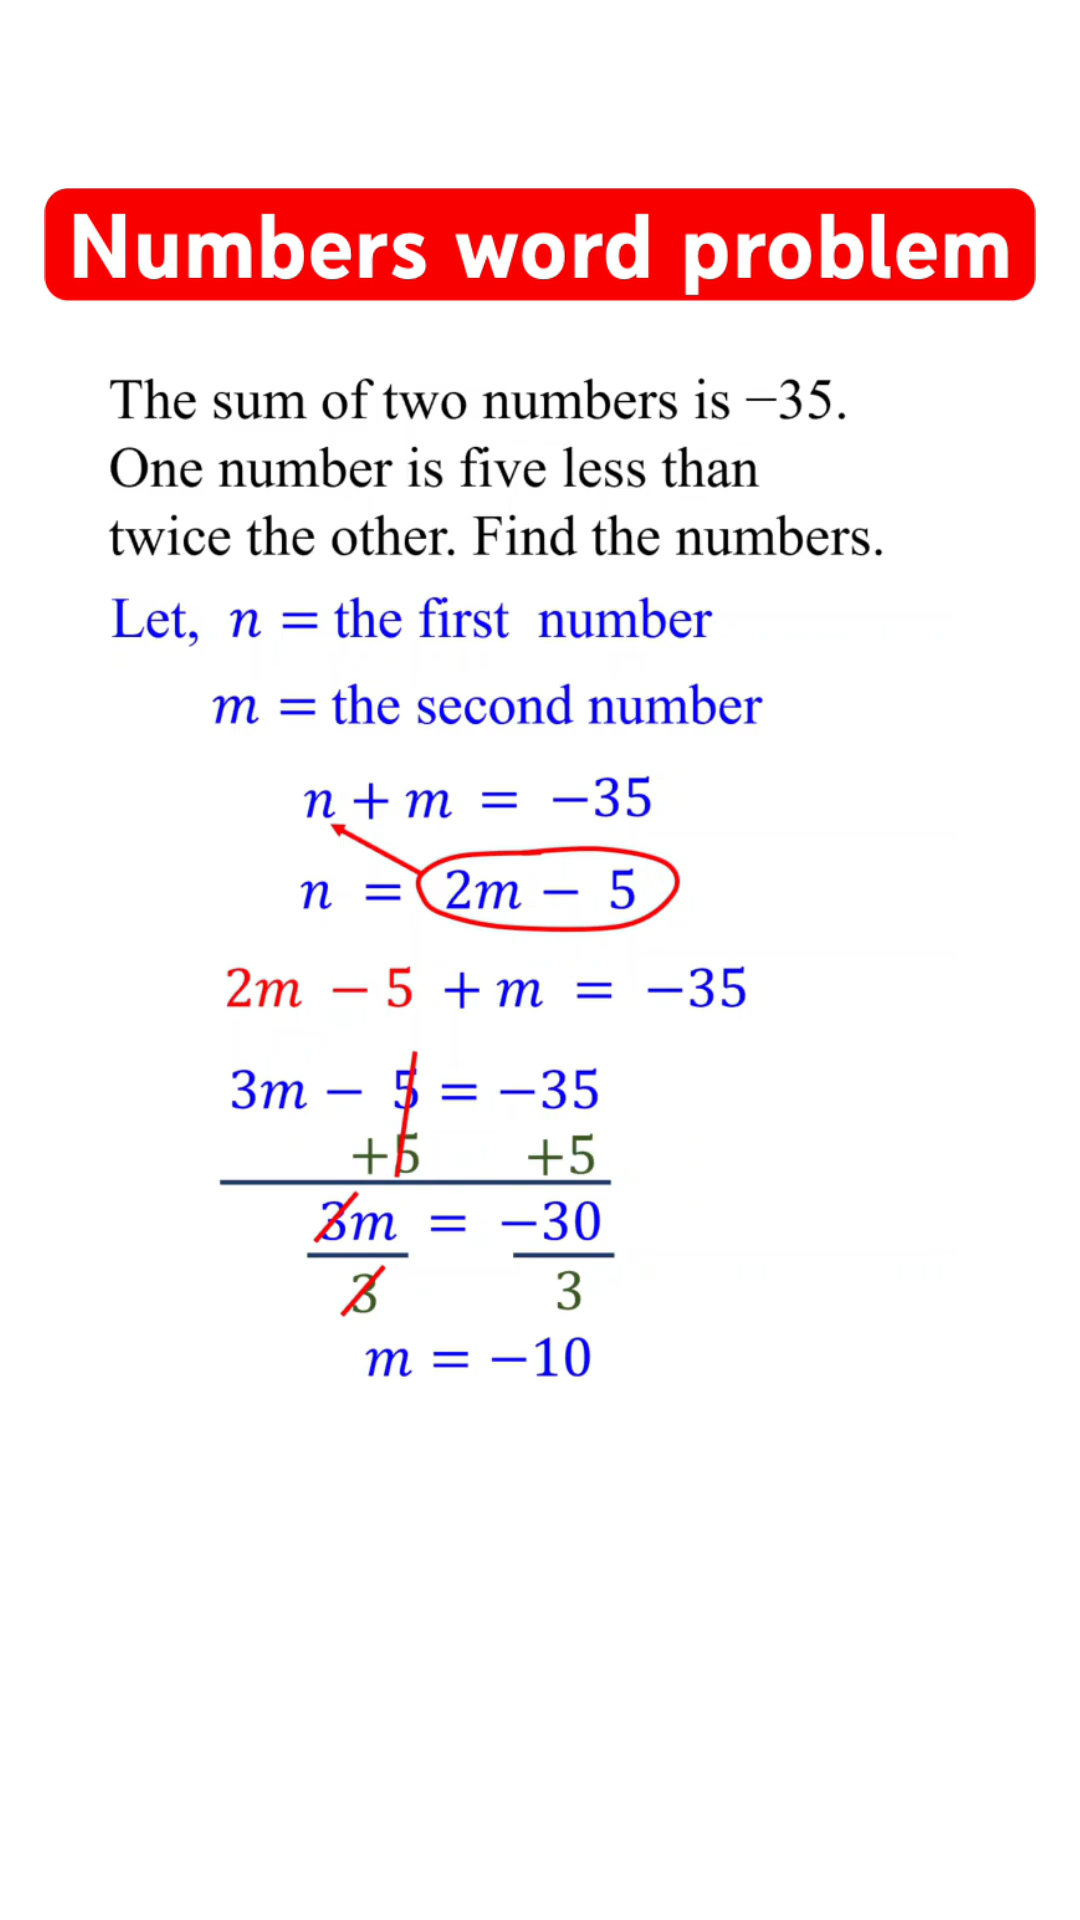 Numbers word problem
The sum of two numbers is −35.
One number is five less than
twice the other. Find the numbers.
Let, n = the first number
m = the second number
n + m = −35
n = 2m − 5
2m − 5 + m = −35
3m − 5 = −35
+5 +5
3m = −30
3 3
m = −10